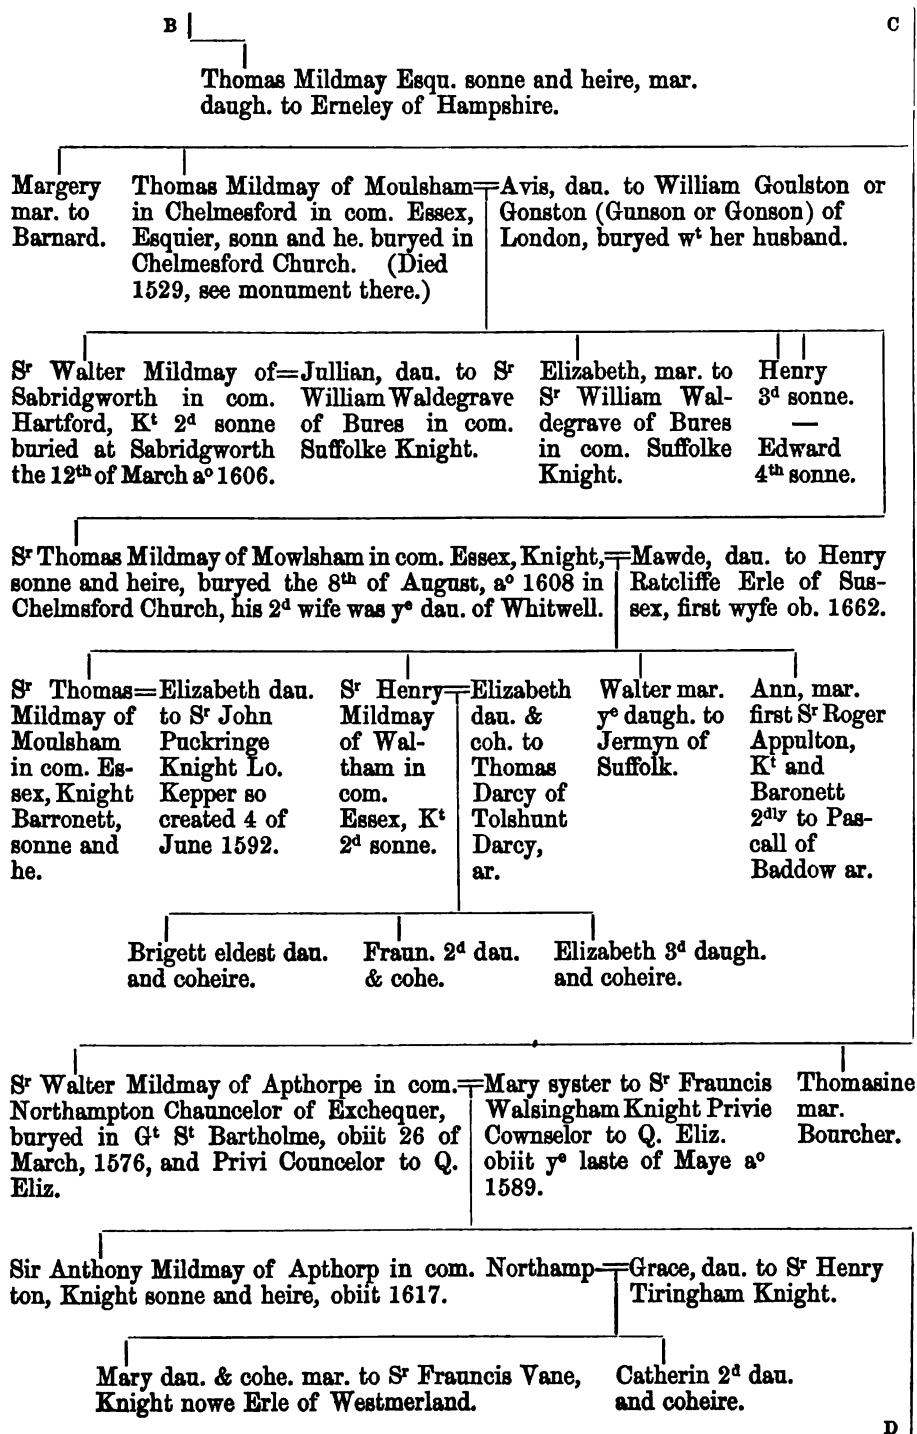 B
C
Thomas Mildmay Esqu. sonne and heire, mar.
daugh. to Erneley of Hampshire.
Margery
mar. to
Barnard.
Thomas Mildmay of Moulsham
in Chelmesford in com. Essex,
Esquier, sonn and he. buryed in
Chelmesford Church. (Died
1529, see monument there.)
Avis, dau. to William Goulston or
Gonston (Gunson or Gonson) of
London, buryed wᵗ her husband.
Sʳ Walter Mildmay of
Sabridgworth in com.
Hartford, Kᵗ 2ᵈ sonne
buried at Sabridgworth
the 12ᵗʰ of March aᵒ 1606.
Jullian, dau. to Sʳ
William Waldegrave
of Bures in com.
Suffolke Knight.
Elizabeth, mar. to
Sʳ William Wal-
degrave of Bures
in com. Suffolke
Knight.
Henry
3ᵈ sonne.
—
Edward
4ᵗʰ sonne.
Sʳ Thomas Mildmay of Mowlsham in com. Essex, Knight,
sonne and heire, buryed the 8ᵗʰ of August, aᵒ 1608 in
Chelmsford Church, his 2ᵈ wife was yᵉ dau. of Whitwell.
Mawde, dau. to Henry
Ratcliffe Erle of Sus-
sex, first wyfe ob. 1662.
Sʳ Thomas
Mildmay of
Moulsham
in com. Es-
sex, Knight
Barronett,
sonne and
he.
Elizabeth dau.
to Sʳ John
Puckringe
Knight Lo.
Kepper so
created 4 of
June 1592.
Sʳ Henry
Mildmay
of Wal-
tham in
com.
Essex, Kᵗ
2ᵈ sonne.
Elizabeth
dau. &
coh. to
Thomas
Darcy of
Tolshunt
Darcy,
ar.
Walter mar.
yᵉ daugh. to
Jermyn of
Suffolk.
Ann, mar.
first Sʳ Roger
Appulton,
Kᵗ and
Baronett
2ᵈˡʸ to Pas-
call of
Baddow ar.
Brigett eldest dau.
and coheire.
Fraun. 2ᵈ dau.
& cohe.
Elizabeth 3ᵈ daugh.
and coheire.
Sʳ Walter Mildmay of Apthorpe in com.
Northampton Chauncelor of Exchequer,
buryed in Gᵗ Sᵗ Bartholme, obiit 26 of
March, 1576, and Privi Councelor to Q.
Eliz.
Mary syster to Sʳ Frauncis
Walsingham Knight Privie
Cownselor to Q. Eliz.
obiit yᵉ laste of Maye aᵒ
1589.
Thomasine
mar.
Bourcher.
Sir Anthony Mildmay of Apthorp in com. Northamp-
ton, Knight sonne and heire, obiit 1617.
Grace, dau. to Sʳ Henry
Tiringham Knight.
Mary dau. & cohe. mar. to Sʳ Frauncis Vane,
Knight nowe Erle of Westmerland.
Catherin 2ᵈ dau.
and coheire.
D